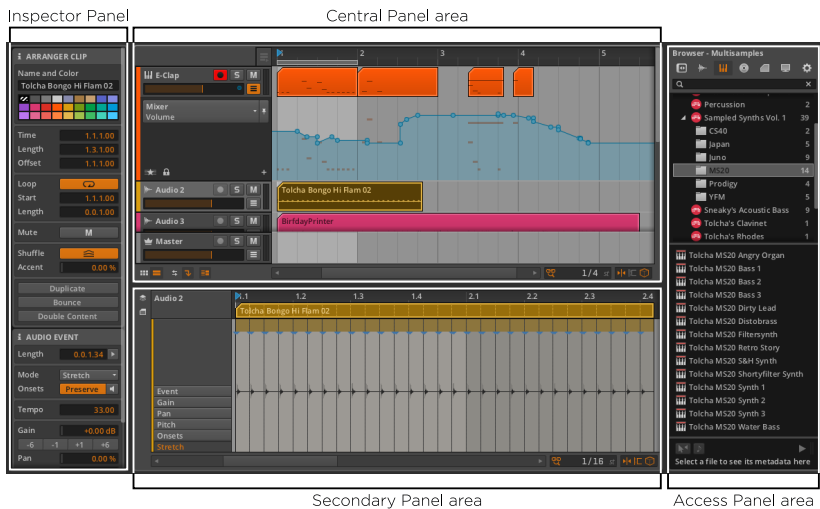 Inspector Panel
Central Panel area
ARRANGER CLIP
Name and Color
Tolcha Bongo Hi Flam 02
Time 1.1.1.00
Length 1.3.1.00
Offset 1.1.1.00
Loop
Start 1.1.1.00
Length 0.0.1.00
Mute M
Shuffle
Accent 0.00 %
Duplicate
Bounce
Double Content
AUDIO EVENT
Length 0.0.1.34
Mode Stretch
Onsets Preserve
Tempo 33.00
Gain +0.00 dB
-6 -1 +1 +6
Pan 0.00 %
2 3 4 5
E-Clap S M
Mixer
Volume
Audio 2 S M
Tolcha Bongo Hi Flam 02
Audio 3 S M
BirfdayPrinter
Master S M
1/4
Audio 2
1.2 1.3 1.4 2.1 2.2 2.3 2.4
Tolcha Bongo Hi Flam 02
Event
Gain
Pan
Pitch
Onsets
Stretch
1/16
Browser - Multisamples
Percussion 2
Sampled Synths Vol. 1 39
CS40 2
Japan 5
Juno 9
MS20 14
Prodigy 4
YFM 5
Sneaky's Acoustic Bass 9
Tolcha's Clavinet 1
Tolcha's Rhodes 1
Tolcha MS20 Angry Organ
Tolcha MS20 Bass 1
Tolcha MS20 Bass 2
Tolcha MS20 Bass 3
Tolcha MS20 Dirty Lead
Tolcha MS20 Distobrass
Tolcha MS20 Filtersynth
Tolcha MS20 Retro Story
Tolcha MS20 S&H Synth
Tolcha MS20 Shortyfilter Synth
Tolcha MS20 Synth 1
Tolcha MS20 Synth 2
Tolcha MS20 Synth 3
Tolcha MS20 Water Bass
Select a file to see its metadata here
Secondary Panel area
Access Panel area